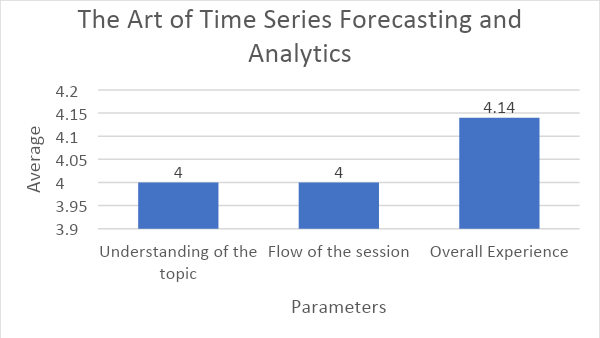 The Art of Time Series Forecasting and
Analytics
4.2
4.15
4.1
4.05
4
3.95
3.9
Average
4
4
4.14
Understanding of the
topic
Flow of the session
Overall Experience
Parameters